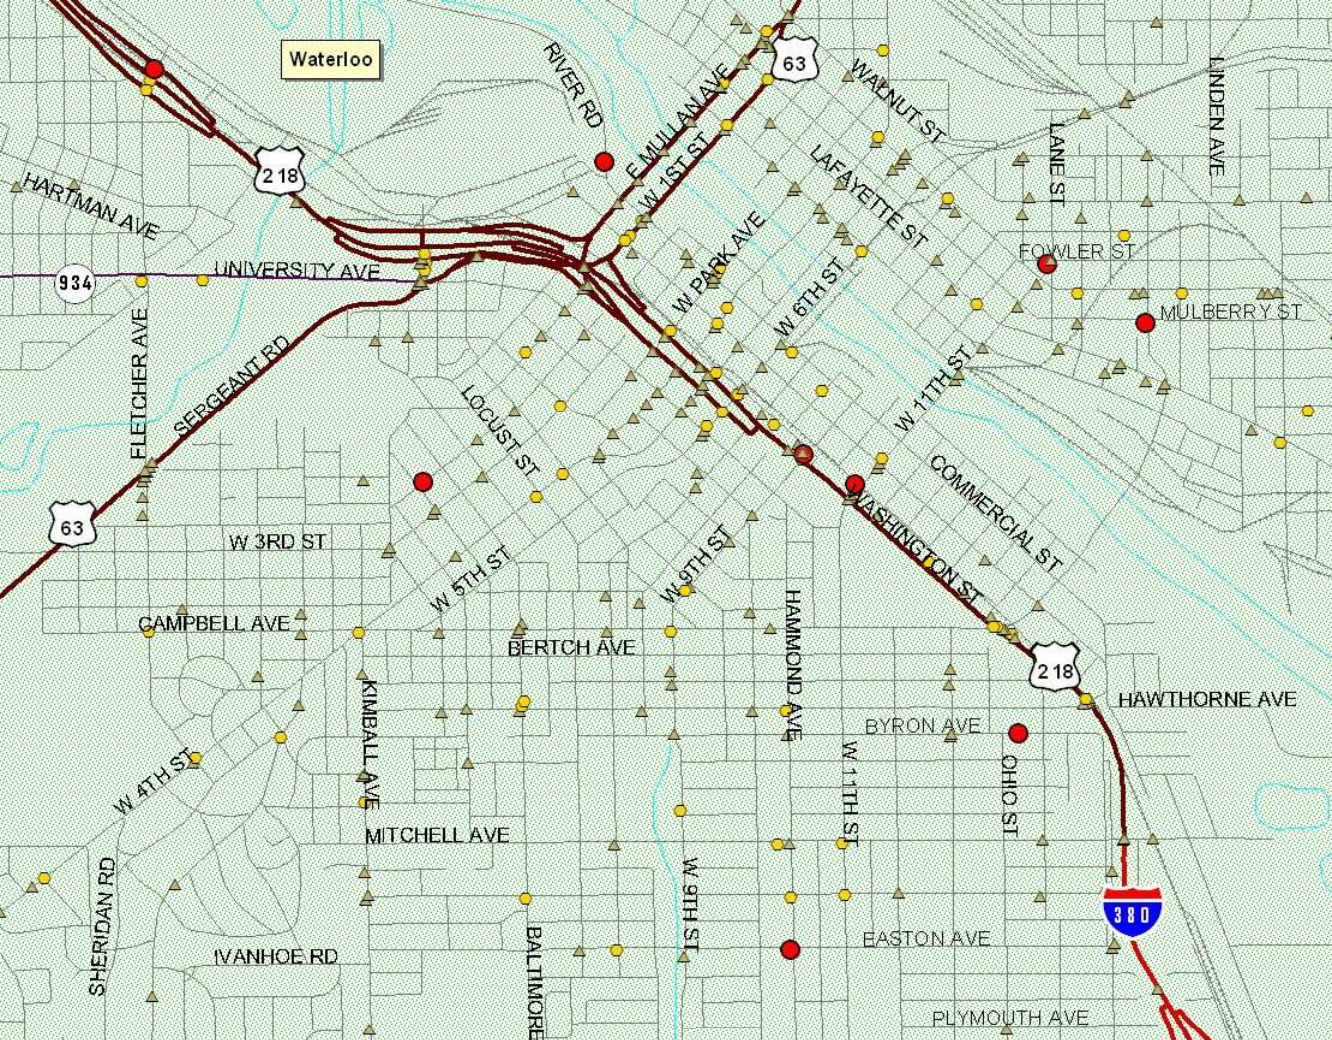 Waterloo
63
RIVER RD
WALNUT ST
LINDEN AVE
E MULLAN AVE
W 1ST ST
LANE ST
218
LAFAYETTE ST
HARTMAN AVE
W PARK AVE
FOWLER ST
UNIVERSITY AVE
934
W 6TH ST
MULBERRY ST
FLETCHER AVE
SERGEANT RD
W 11TH ST
LOCUST ST
COMMERCIAL ST
63
W 3RD ST
WASHINGTON ST
W 5TH ST
W 9TH ST
CAMPBELL AVE
HAMMOND AVE
BERTCH AVE
218
KIMBALL AVE
HAWTHORNE AVE
BYRON AVE
W 4TH ST
W 11TH ST
OHIO ST
MITCHELL AVE
SHERIDAN RD
W 9TH ST
380
IVANHOE RD
BALTIMORE
EASTON AVE
PLYMOUTH AVE